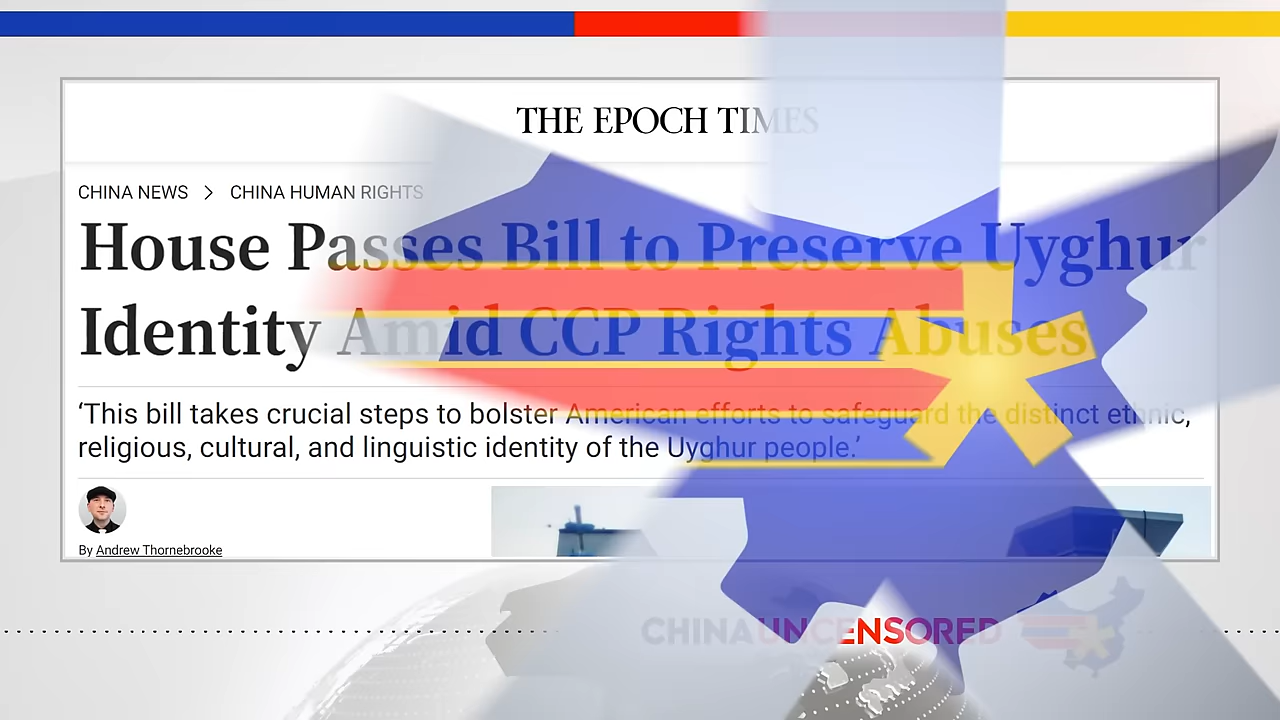 THE EPOCH TIMES
CHINA NEWS > CHINA HUMAN RIGHTS
House Passes Bill to Preserve Uyghur
Identity Amid CCP Rights Abuses
‘This bill takes crucial steps to bolster American efforts to safeguard the distinct ethnic,
religious, cultural, and linguistic identity of the Uyghur people.’
By Andrew Thornebrooke
CHINAUNCENSORED